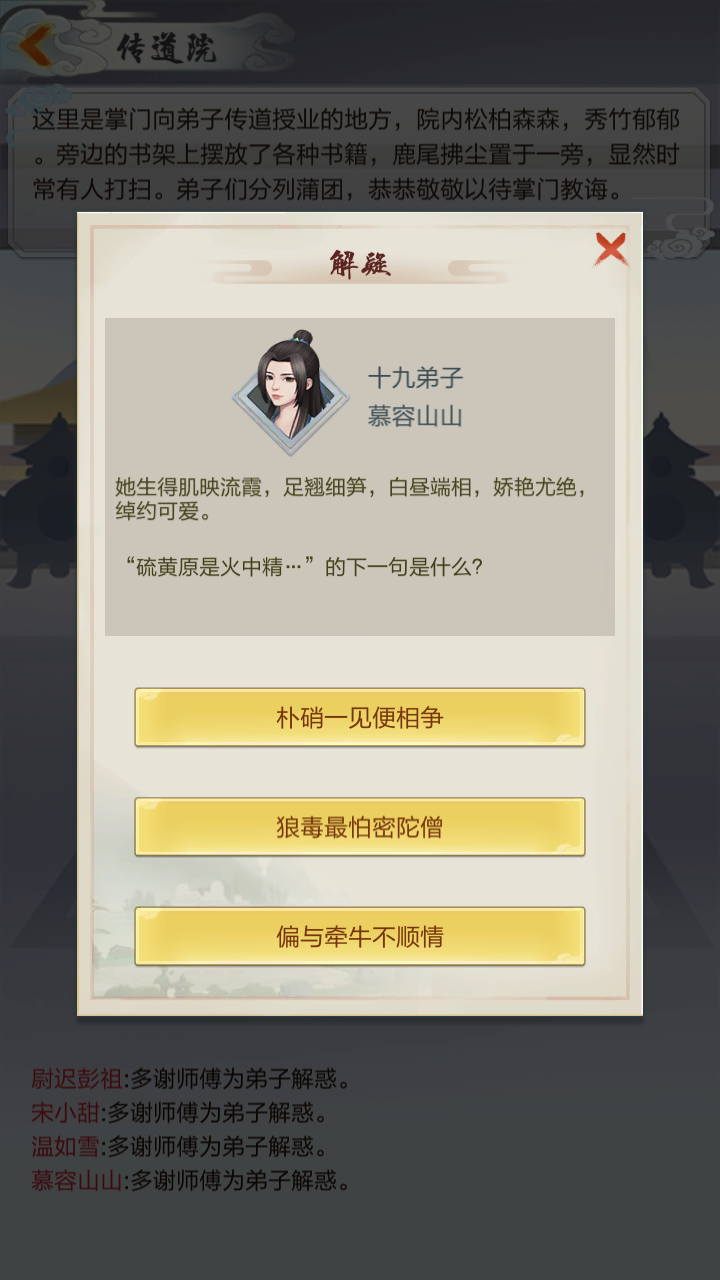 传道院
这里是掌门向弟子传道授业的地方，院内松柏森森，秀竹郁郁
。旁边的书架上摆放了各种书籍，鹿尾拂尘置于一旁，显然时
常有人打扫。弟子们分列蒲团，恭恭敬敬以待掌门教诲。
解疑
十九弟子
慕容山山
她生得肌映流霞，足翘细笋，白昼端相，娇艳尤绝，
绰约可爱。
“硫黄原是火中精…”的下一句是什么？
朴硝一见便相争
狼毒最怕密陀僧
偏与牵牛不顺情
尉迟彭祖:多谢师傅为弟子解惑。
宋小甜:多谢师傅为弟子解惑。
温如雪:多谢师傅为弟子解惑。
慕容山山:多谢师傅为弟子解惑。